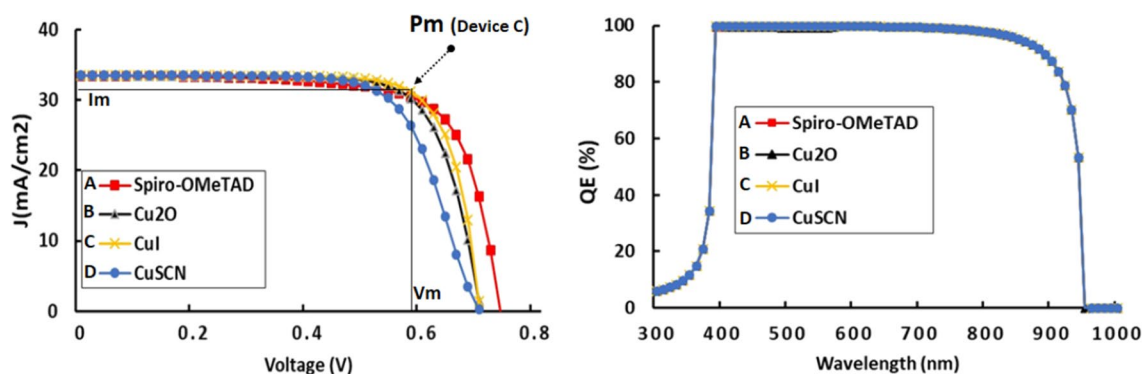 Pm (Device C)
40
30
20
10
0
J(mA/cm2)
Im
A Spiro-OMeTAD
B Cu2O
C CuI
D CuSCN
Vm
0 0.2 0.4 0.6 0.8
Voltage (V)
100
80
60
40
20
0
QE (%)
A Spiro-OMeTAD
B Cu2O
C CuI
D CuSCN
300 400 500 600 700 800 900 1000
Wavelength (nm)